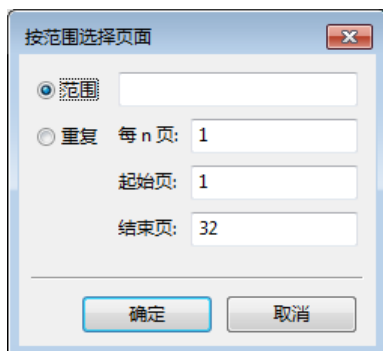 按范围选择页面
范围
重复 每 n 页: 1
起始页: 1
结束页: 32
确定 取消